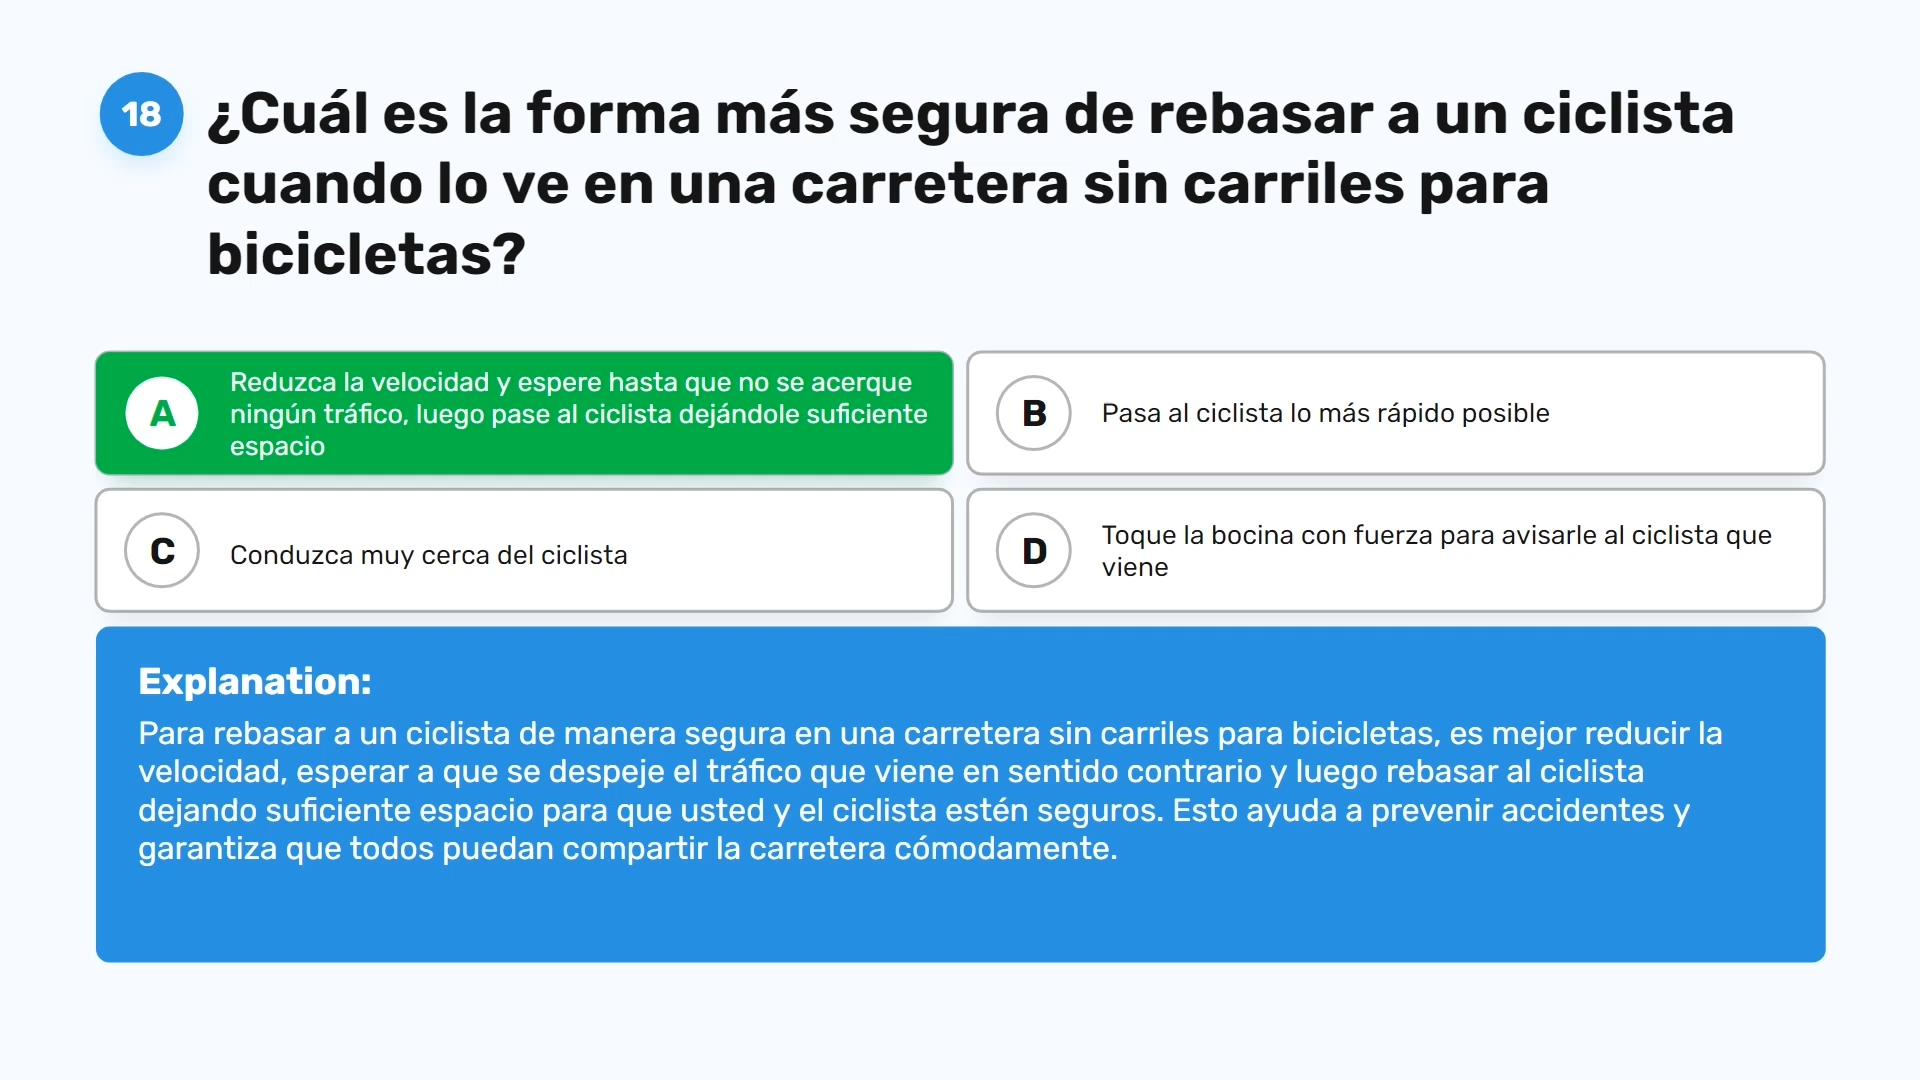 18
¿Cuál es la forma más segura de rebasar a un ciclista
cuando lo ve en una carretera sin carriles para
bicicletas?
A
Reduzca la velocidad y espere hasta que no se acerque
ningún tráfico, luego pase al ciclista dejándole suficiente
espacio
B
Pasa al ciclista lo más rápido posible
C
Conduzca muy cerca del ciclista
D
Toque la bocina con fuerza para avisarle al ciclista que
viene
Explanation:
Para rebasar a un ciclista de manera segura en una carretera sin carriles para bicicletas, es mejor reducir la
velocidad, esperar a que se despeje el tráfico que viene en sentido contrario y luego rebasar al ciclista
dejando suficiente espacio para que usted y el ciclista estén seguros. Esto ayuda a prevenir accidentes y
garantiza que todos puedan compartir la carretera cómodamente.